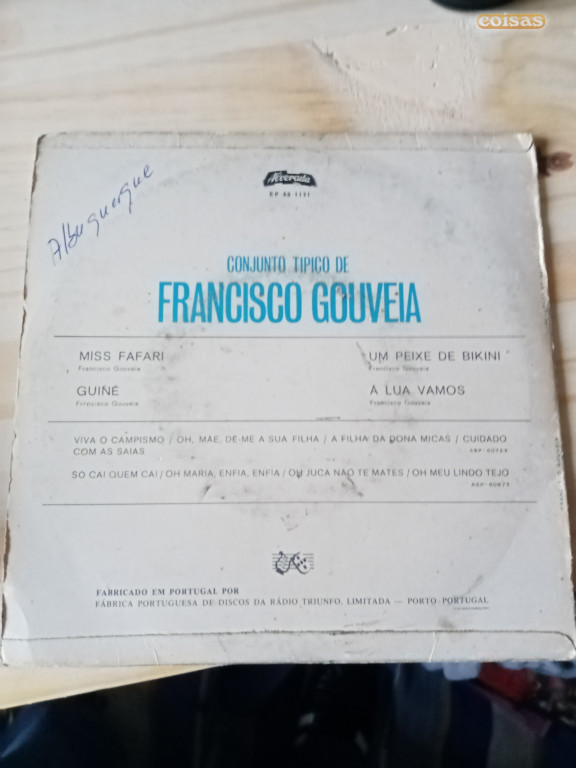 coisas
Alvorada
EP 60 1131
Albuquerque
CONJUNTO TIPICO DE
FRANCISCO GOUVEIA
MISS FAFARI
Francisco Gouveia
UM PEIXE DE BIKINI
Francisco Gouveia
GUINÉ
Francisco Gouveia
À LUA VAMOS
Francisco Gouveia
VIVA O CAMPISMO / OH, MÃE, DÊ-ME A SUA FILHA / A FILHA DA DONA MICAS / CUIDADO
COM AS SAIAS
SÓ CAI QUEM CAI / OH MARIA, ENFIA, ENFIA / OH JUCA NÃO TE MATES / OH MEU LINDO TEJO
FABRICADO EM PORTUGAL POR
FÁBRICA PORTUGUESA DE DISCOS DA RÁDIO TRIUNFO, LIMITADA — PORTO-PORTUGAL